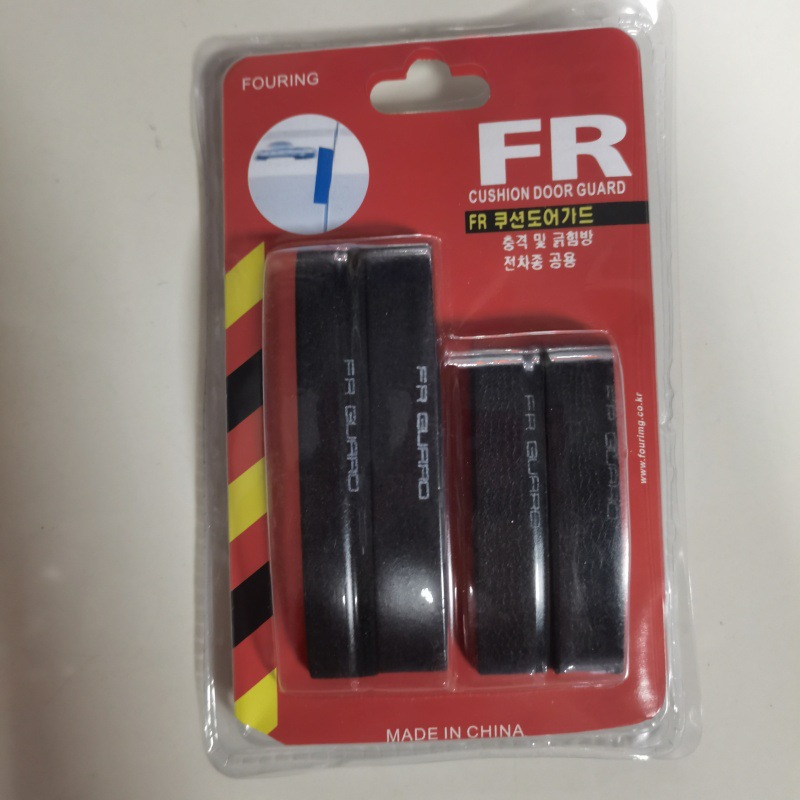 FOURING
FR
CUSHION DOOR GUARD
FR 쿠션도어가드
충격 및 긁힘방
전차종 공용
FR GUARD
FR GUARD
FR GUARD
FR GUARD
www.fouring.co.kr
MADE IN CHINA